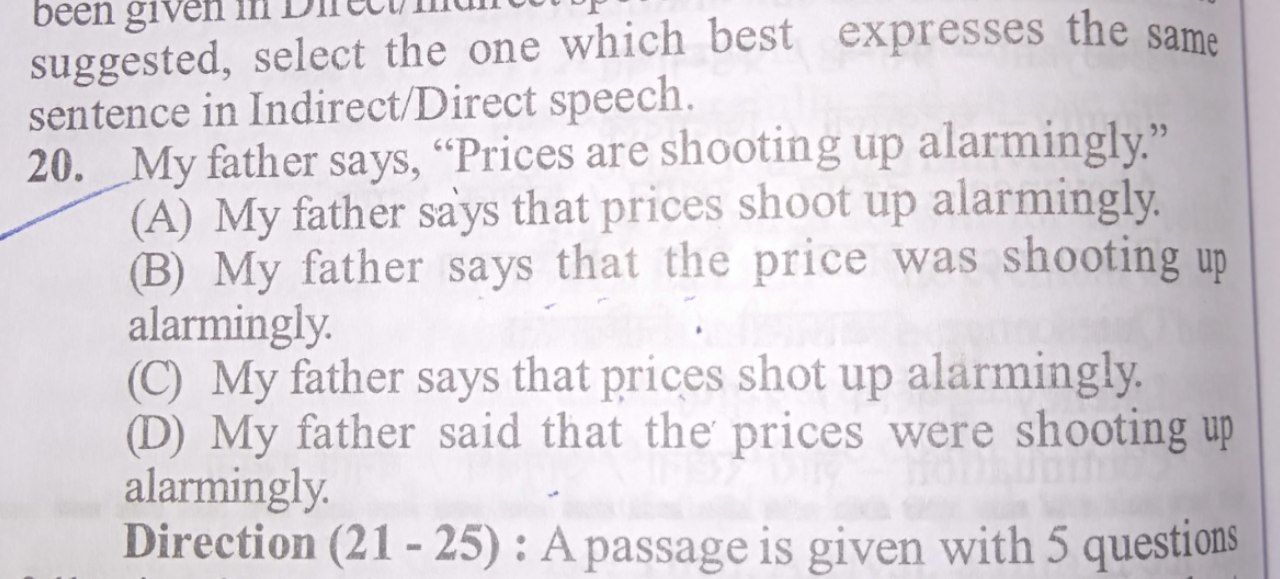 been given in Direct/Indirect
suggested, select the one which best expresses the same
sentence in Indirect/Direct speech.
20. My father says, “Prices are shooting up alarmingly.”
(A) My father says that prices shoot up alarmingly.
(B) My father says that the price was shooting up
alarmingly.
(C) My father says that prices shot up alarmingly.
(D) My father said that the prices were shooting up
alarmingly.
Direction (21 - 25) : A passage is given with 5 questions